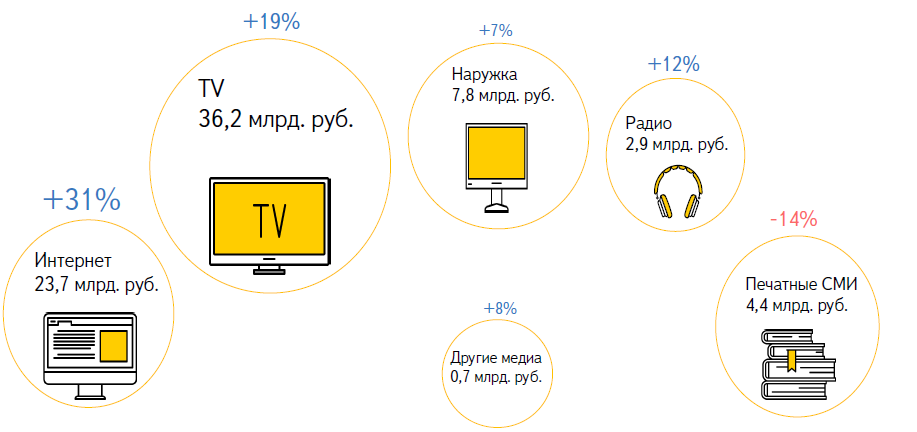 +31%
Интернет
23,7 млрд. руб.
+19%
TV
36,2 млрд. руб.
TV
+7%
Наружка
7,8 млрд. руб.
+12%
Радио
2,9 млрд. руб.
+8%
Другие медиа
0,7 млрд. руб.
-14%
Печатные СМИ
4,4 млрд. руб.